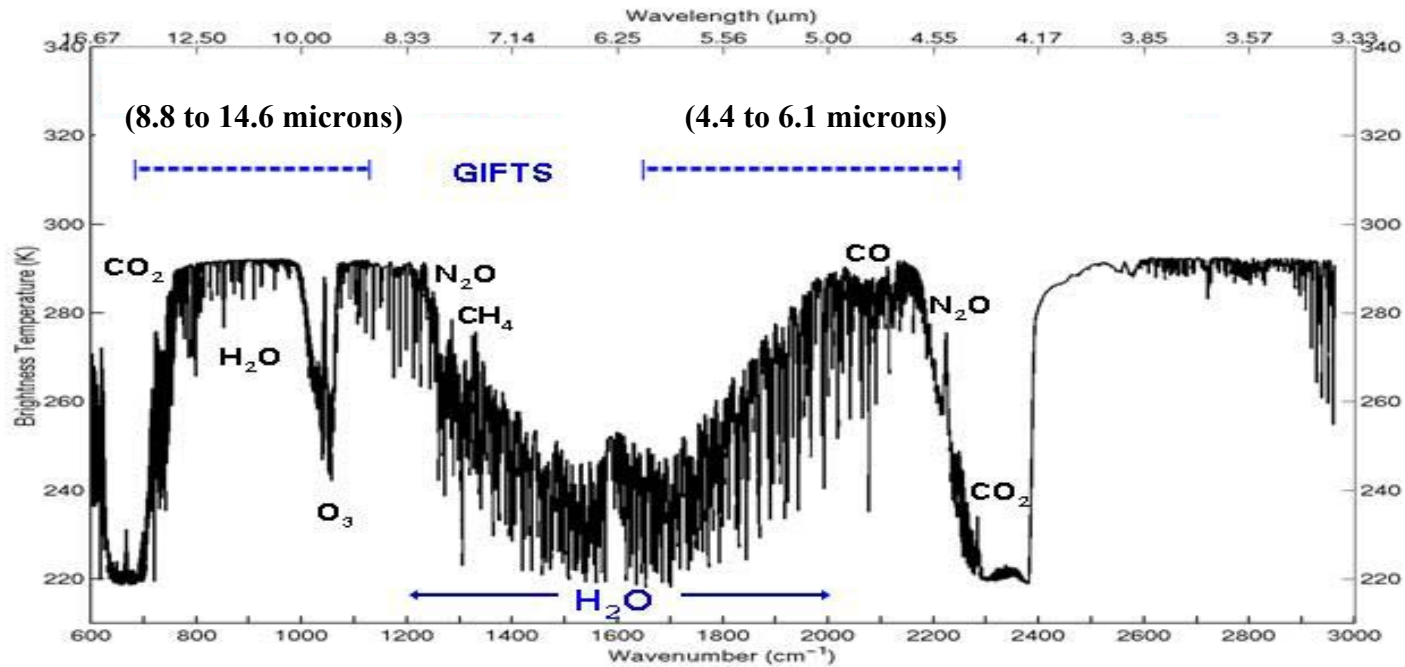 Wavelength (μm)
16.67 12.50 10.00 8.33 7.14 6.25 5.56 5.00 4.55 4.17 3.85 3.57 3.33
340 340
(8.8 to 14.6 microns) (4.4 to 6.1 microns)
320 320
GIFTS
300 300
CO₂ N₂O CO
280 CH₄ N₂O 280
H₂O
260 260
240 CO₂ 240
O₃
220 220
H₂O
Brightness Temperature (K)
600 800 1000 1200 1400 1600 1800 2000 2200 2400 2600 2800 3000
Wavenumber (cm⁻¹)